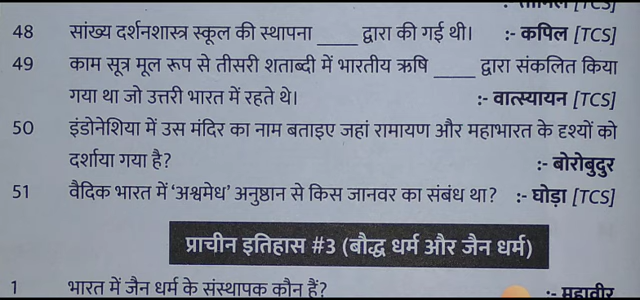 48 सांख्य दर्शनशास्त्र स्कूल की स्थापना ____ द्वारा की गई थी। :- कपिल [TCS]
49 काम सूत्र मूल रूप से तीसरी शताब्दी में भारतीय ऋषि ____ द्वारा संकलित किया
गया था जो उत्तरी भारत में रहते थे। :- वात्स्यायन [TCS]
50 इंडोनेशिया में उस मंदिर का नाम बताइए जहां रामायण और महाभारत के दृश्यों को
दर्शाया गया है? :- बोरोबुदुर
51 वैदिक भारत में ‘अश्वमेध’ अनुष्ठान से किस जानवर का संबंध था? :- घोड़ा [TCS]
प्राचीन इतिहास #3 (बौद्ध धर्म और जैन धर्म)
1 भारत में जैन धर्म के संस्थापक कौन हैं? :- महावीर